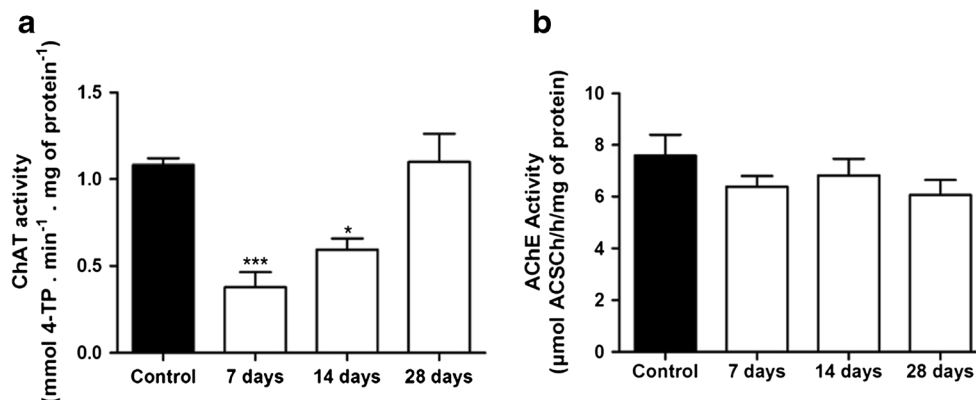 a
ChAT activity
(mmol 4-TP . min-1 . mg of protein-1)
1.5
1.0
0.5
0.0
***
*
Control 7 days 14 days 28 days
b
AChE Activity
(µmol ACSCh/h/mg of protein)
10
8
6
4
2
0
Control 7 days 14 days 28 days